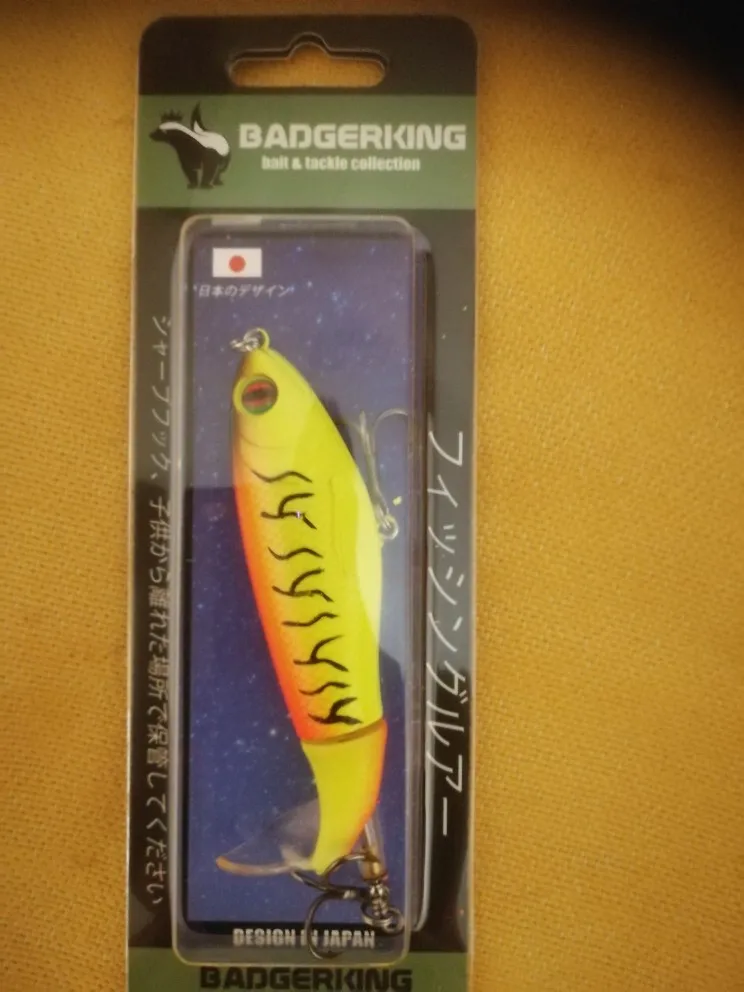 BADGERKING
bait & tackle collection
"日本のデザイン"
シャープフック、子供から離れた場所で保管してください
フィッシングルアー
DESIGN IN JAPAN
BADGERKING